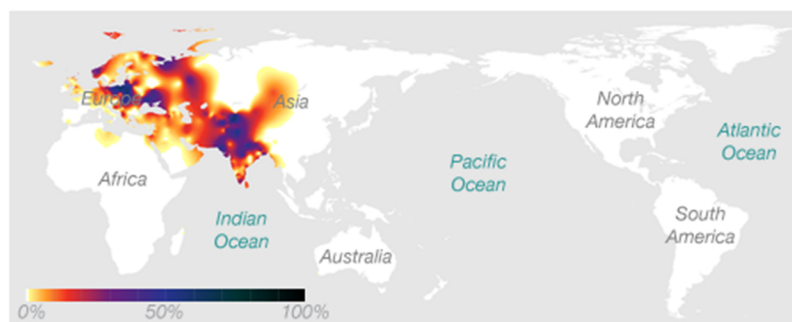 Europe
Asia
North
America
Atlantic
Ocean
Pacific
Ocean
Africa
Indian
Ocean
South
America
Australia
0%
50%
100%